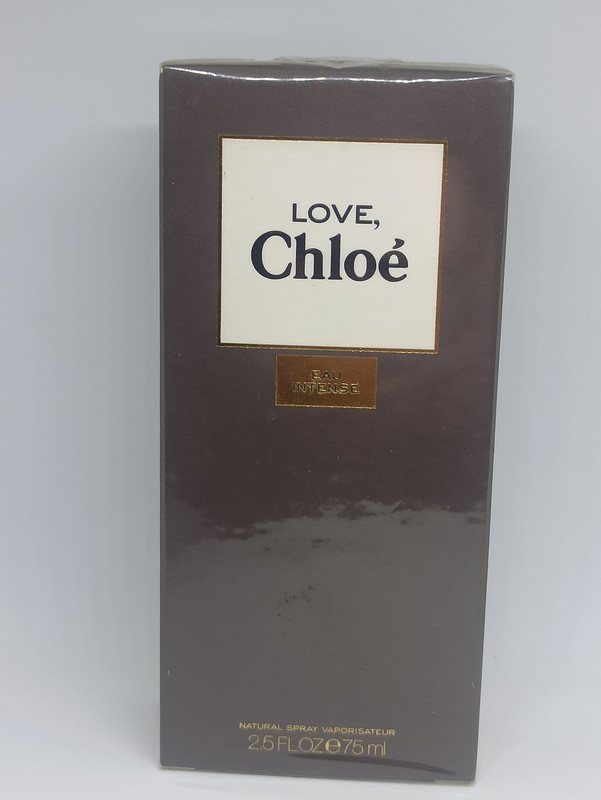 LOVE,
Chloé
EAU
INTENSE
NATURAL SPRAY VAPORISATEUR
2.5 FL OZ ℮ 75 ml